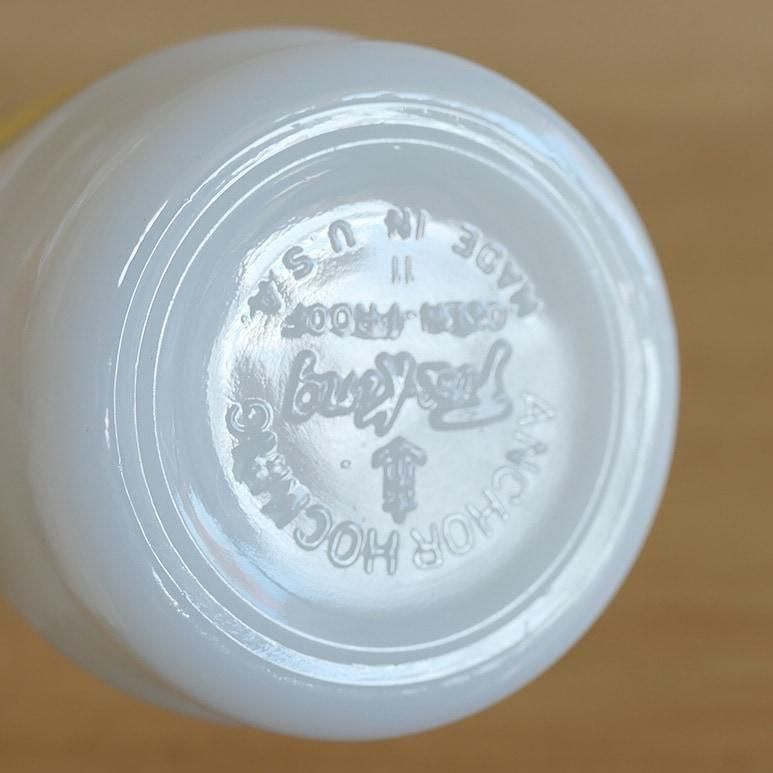 ANCHOR HOCKING
Fire King
OVEN-PROOF
11
MADE IN U.S.A